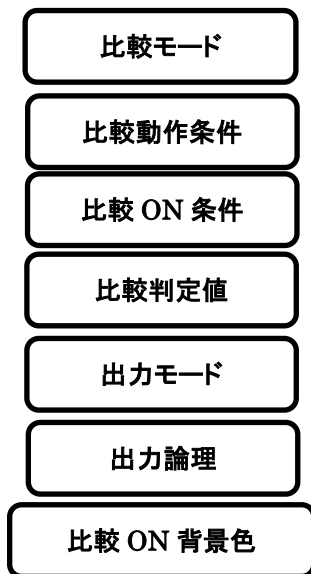 比較モード
比較動作条件
比較 ON 条件
比較判定値
出力モード
出力論理
比較 ON 背景色